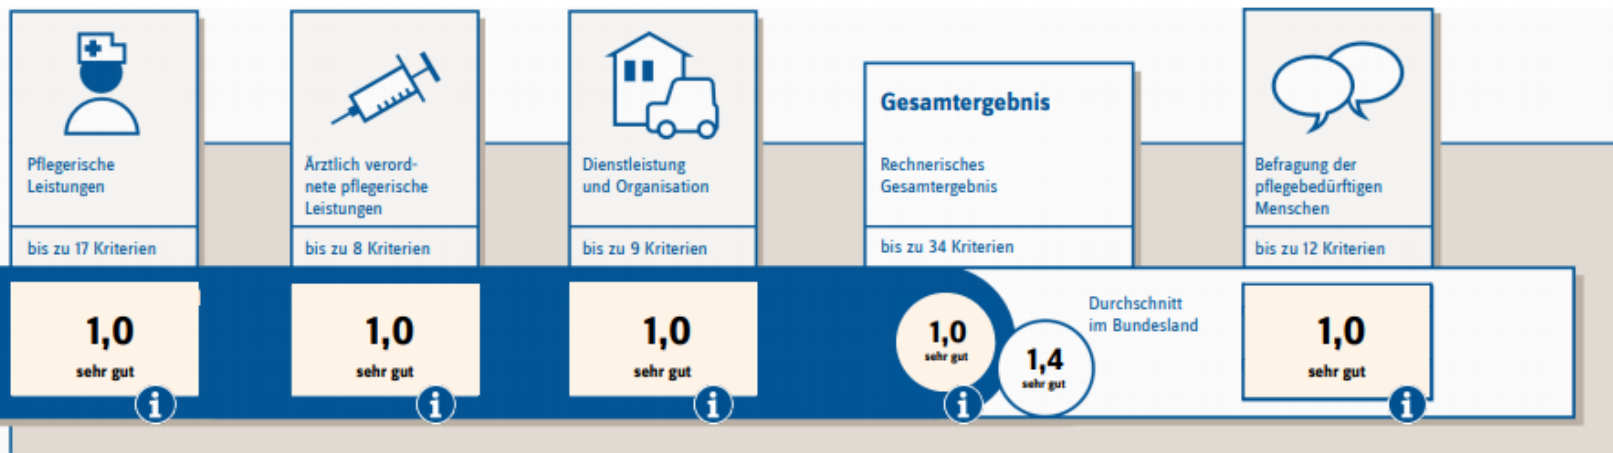 Pflegerische
Leistungen
bis zu 17 Kriterien
1,0
sehr gut
i
Ärztlich verord-
nete pflegerische
Leistungen
bis zu 8 Kriterien
1,0
sehr gut
i
Dienstleistung
und Organisation
bis zu 9 Kriterien
1,0
sehr gut
i
Gesamtergebnis
Rechnerisches
Gesamtergebnis
bis zu 34 Kriterien
1,0
sehr gut
i
1,4
sehr gut
Durchschnitt
im Bundesland
Befragung der
pflegebedürftigen
Menschen
bis zu 12 Kriterien
1,0
sehr gut
i